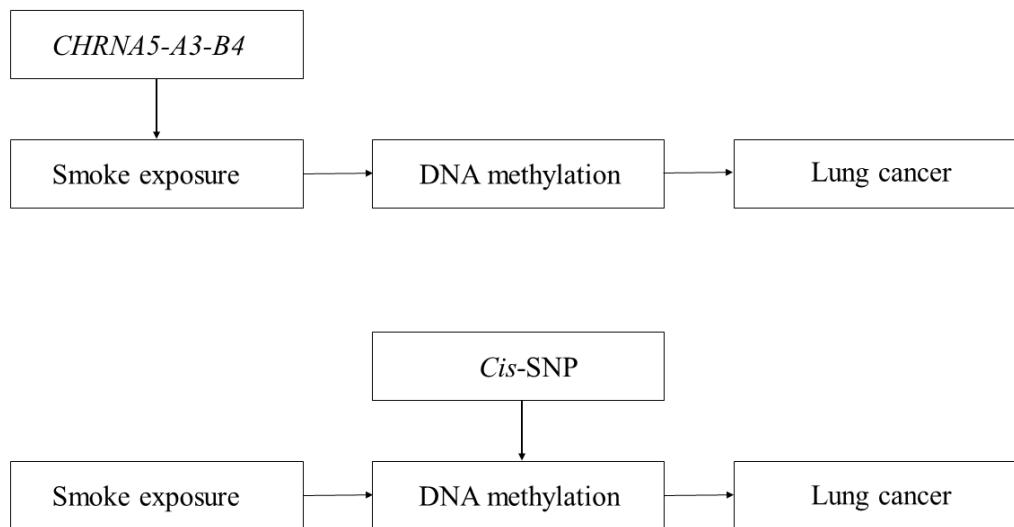 CHRNA5-A3-B4
Smoke exposure
DNA methylation
Lung cancer
Cis-SNP
Smoke exposure
DNA methylation
Lung cancer